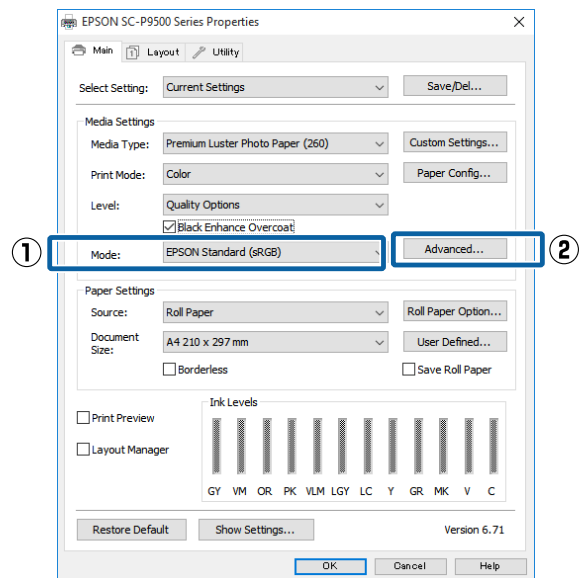 EPSON SC-P9500 Series Properties
Main Layout Utility
Select Setting: Current Settings Save/Del...
Media Settings
Media Type: Premium Luster Photo Paper (260) Custom Settings...
Print Mode: Color Paper Config...
Level: Quality Options
Black Enhance Overcoat
① Mode: EPSON Standard (sRGB) Advanced... ②
Paper Settings
Source: Roll Paper Roll Paper Option...
Document Size: A4 210 x 297 mm User Defined...
Borderless Save Roll Paper
Print Preview
Layout Manager
Ink Levels
GY VM OR PK VLM LGY LC Y GR MK V C
Restore Default Show Settings... Version 6.71
OK Cancel Help